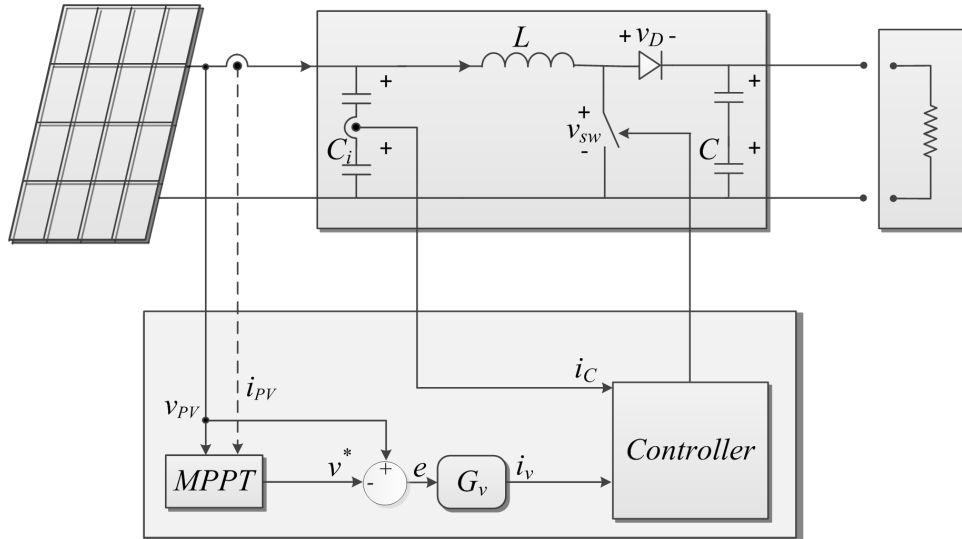 L
+ v_D -
+
+
C_i
+
v_sw
-
C
+
+
i_C
i_PV
v_PV
MPPT
v*
+
-
e
G_v
i_v
Controller